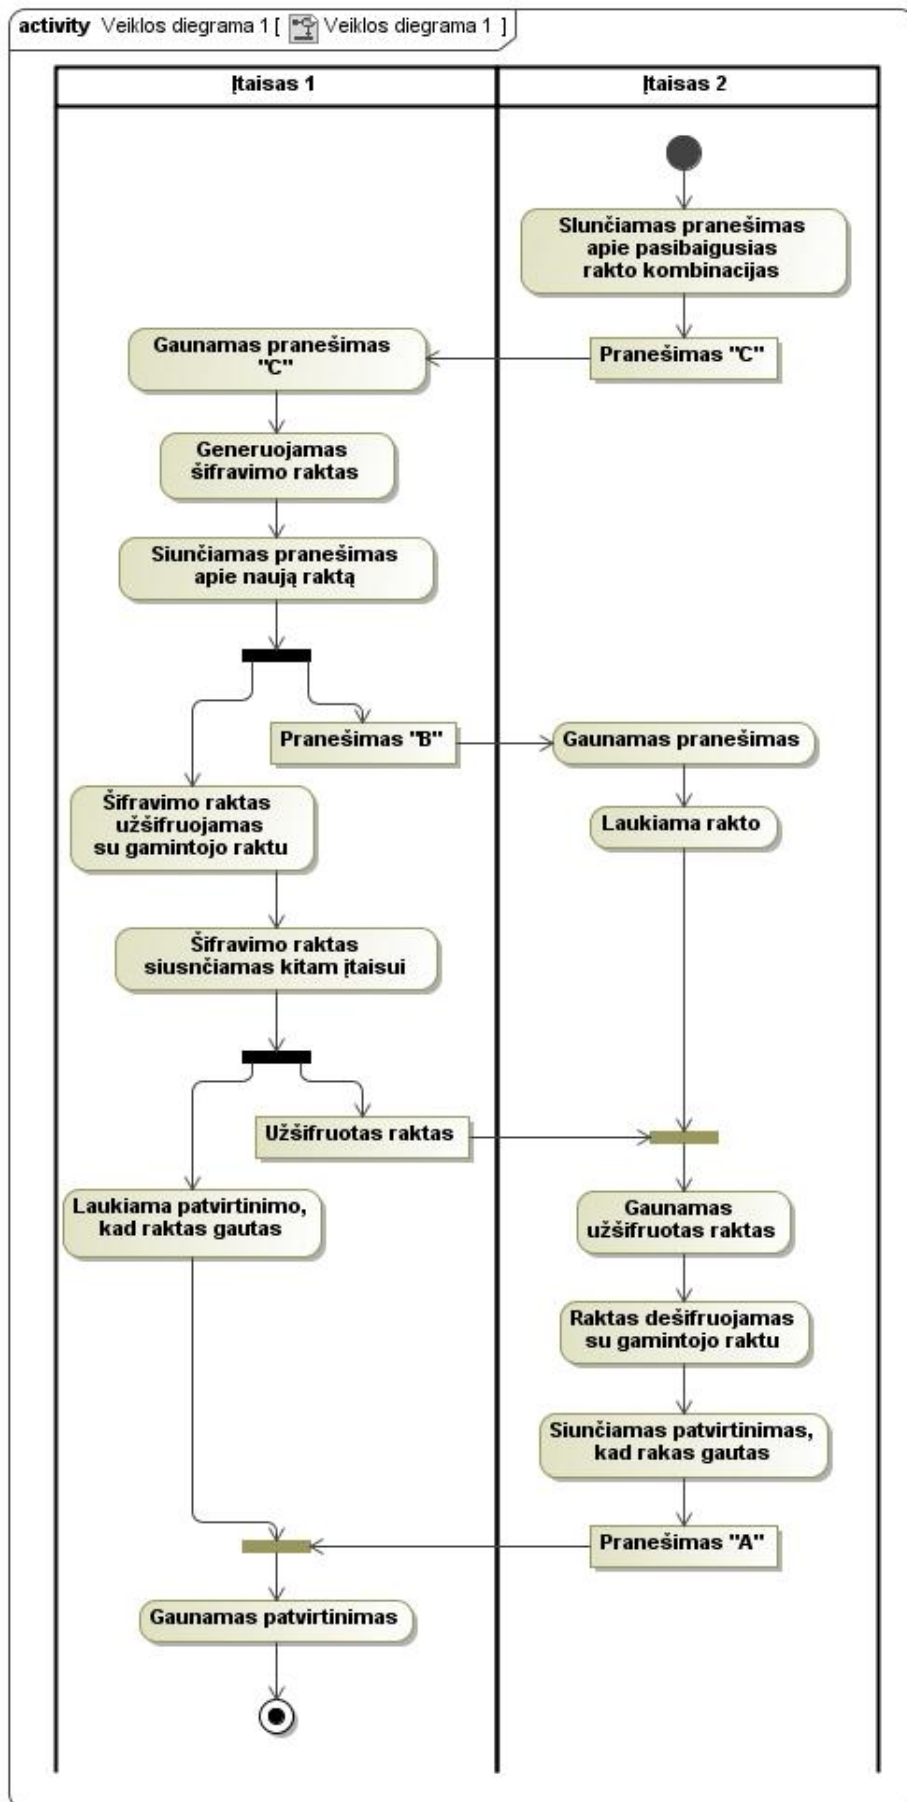 activity Veiklos diegrama 1 [ Veiklos diegrama 1 ]
Įtaisas 1
Įtaisas 2
Slunčiamas pranešimas
apie pasibaigusias
rakto kombinacijas
Pranešimas "C"
Gaunamas pranešimas
"C"
Generuojamas
šifravimo raktas
Siunčiamas pranešimas
apie naują raktą
Pranešimas "B"
Gaunamas pranešimas
Laukiama rakto
Šifravimo raktas
užšifruojamas
su gamintojo raktu
Šifravimo raktas
siusnčiamas kitam įtaisui
Užšifruotas raktas
Laukiama patvirtinimo,
kad raktas gautas
Gaunamas
užšifruotas raktas
Raktas dešifruojamas
su gamintojo raktu
Siunčiamas patvirtinimas,
kad rakas gautas
Pranešimas "A"
Gaunamas patvirtinimas